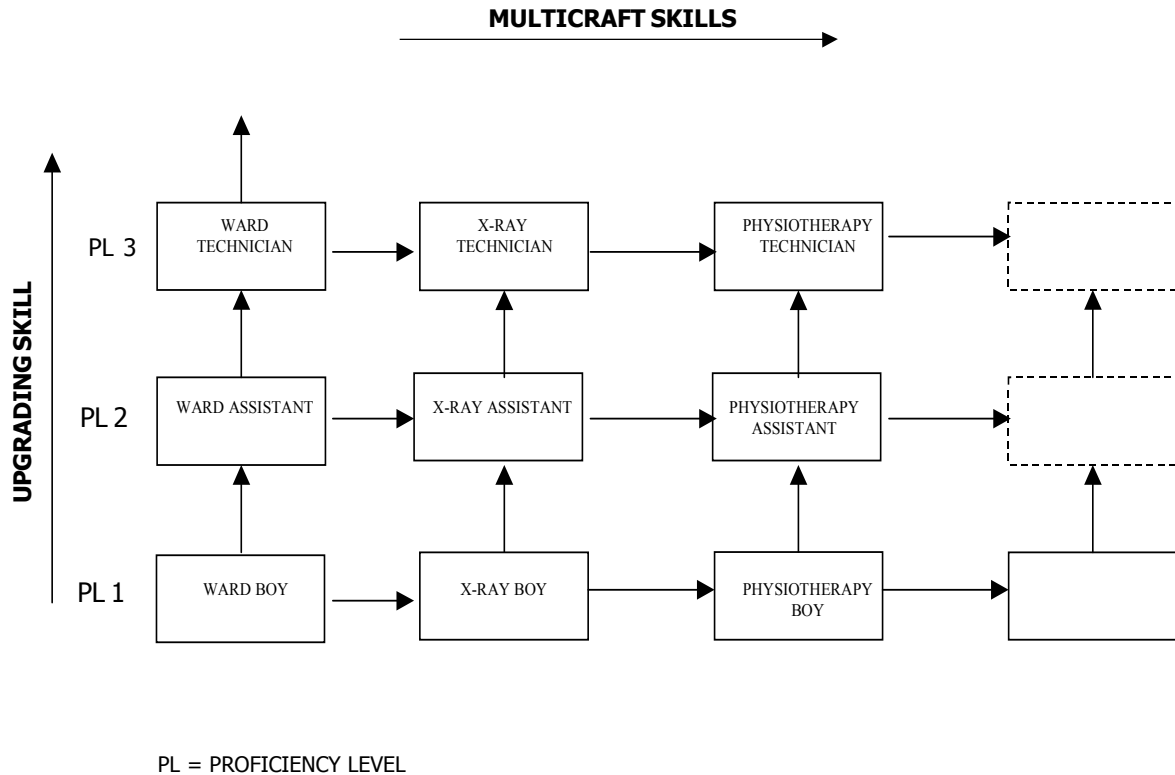 MULTICRAFT SKILLS
UPGRADING SKILL
PL 3
WARD
TECHNICIAN
X-RAY
TECHNICIAN
PHYSIOTHERAPY
TECHNICIAN
PL 2
WARD ASSISTANT
X-RAY ASSISTANT
PHYSIOTHERAPY
ASSISTANT
PL 1
WARD BOY
X-RAY BOY
PHYSIOTHERAPY
BOY
PL = PROFICIENCY LEVEL